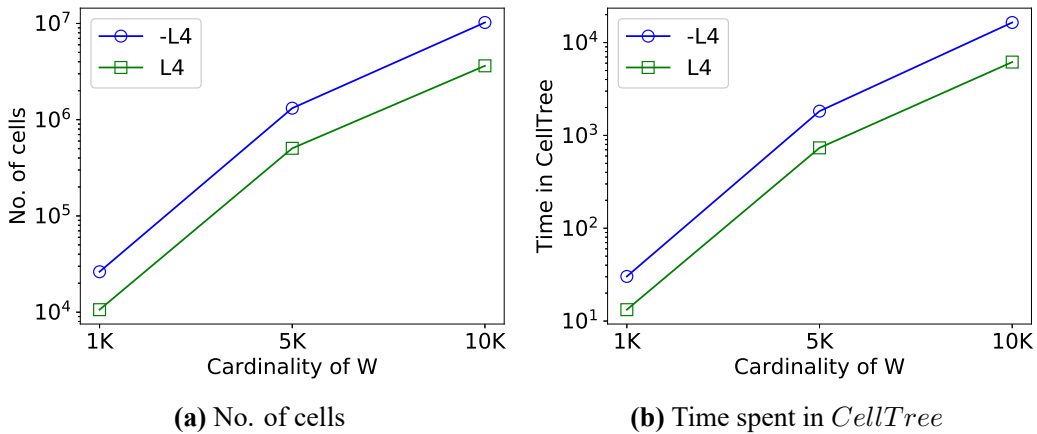 No. of cells
10^7
10^6
10^5
10^4
-L4
L4
1K 5K 10K
Cardinality of W
(a) No. of cells
Time in CellTree
10^4
10^3
10^2
10^1
-L4
L4
1K 5K 10K
Cardinality of W
(b) Time spent in CellTree